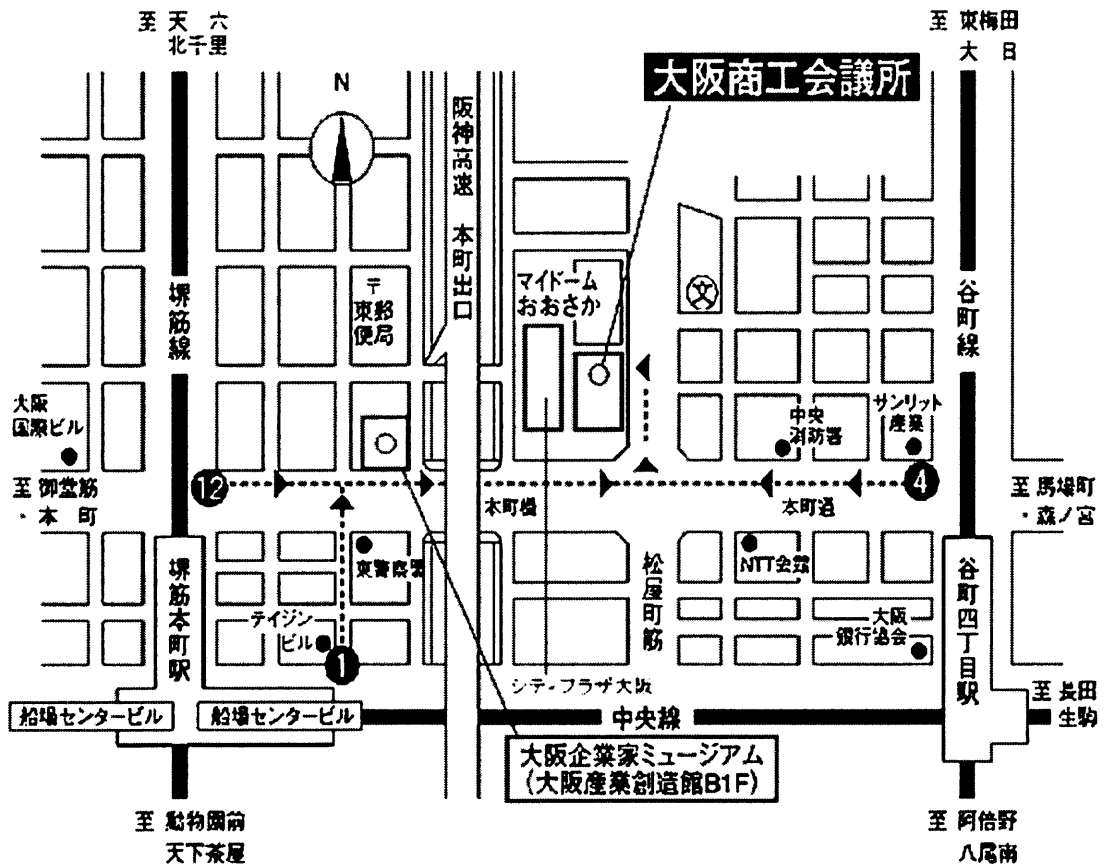 至 天 六
北千里
至 東梅田
大 日
N
大阪商工会議所
阪神高速 本町出口
〒
東郵
便局
マイドーム
おおさか
文
堺筋線
谷町線
大阪
国際ビル
中央
消防署
サンリット
産業
至 御堂筋
・本 町
12
4
至 馬場町
・森ノ宮
本町橋
本町通
東警察署
松屋町筋
NTT会館
堺筋本町駅
テイジン
ビル
1
大阪
銀行協会
谷町四丁目駅
シティプラザ大阪
至 長田
生駒
船場センタービル
船場センタービル
中央線
大阪企業家ミュージアム
(大阪産業創造館B1F)
至 動物園前
天下茶屋
至 阿倍野
八尾南